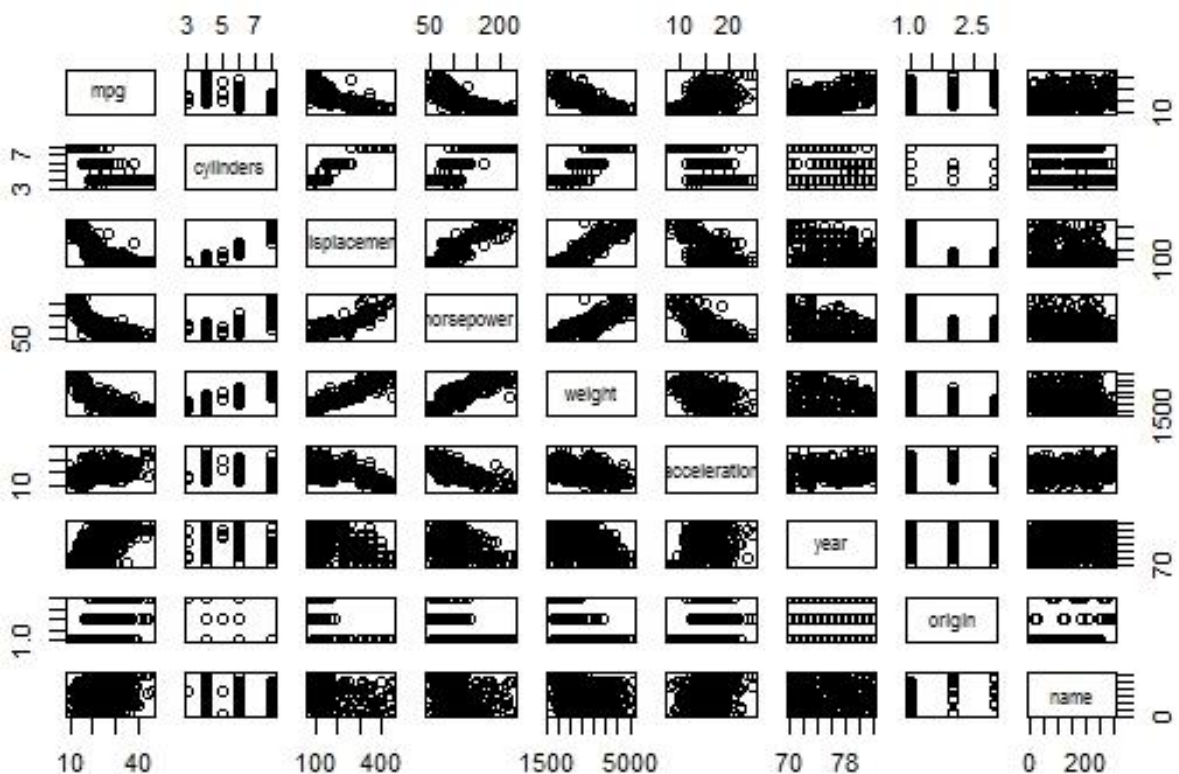 3 5 7
50 200
10 20
1.0 2.5
mpg
10
7
3
cylinders
isplacemen
100
50
horsepower
weight
1500
10
acceleration
year
70
1.0
origin
name
0
10 40
100 400
1500 5000
70 78
0 200